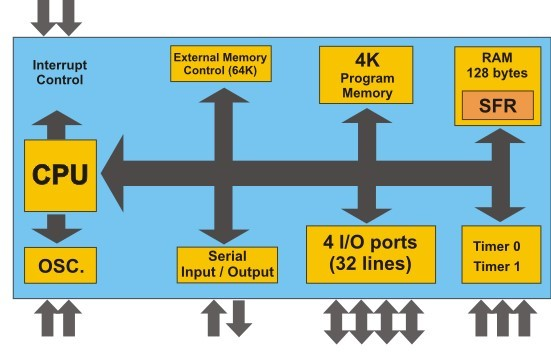 Interrupt
Control
External Memory
Control (64K)
4K
Program
Memory
RAM
128 bytes
SFR
CPU
OSC.
Serial
Input / Output
4 I/O ports
(32 lines)
Timer 0
Timer 1